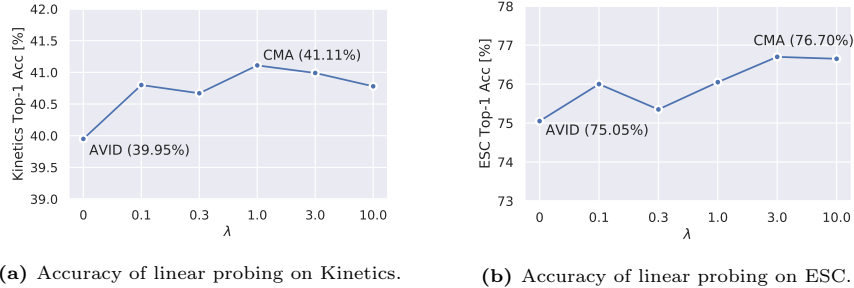 42.0
41.5
41.0
40.5
40.0
39.5
39.0
Kinetics Top-1 Acc [%]
CMA (41.11%)
AVID (39.95%)
0 0.1 0.3 1.0 3.0 10.0
λ
(a) Accuracy of linear probing on Kinetics.
78
77
76
75
74
73
ESC Top-1 Acc [%]
CMA (76.70%)
AVID (75.05%)
0 0.1 0.3 1.0 3.0 10.0
λ
(b) Accuracy of linear probing on ESC.